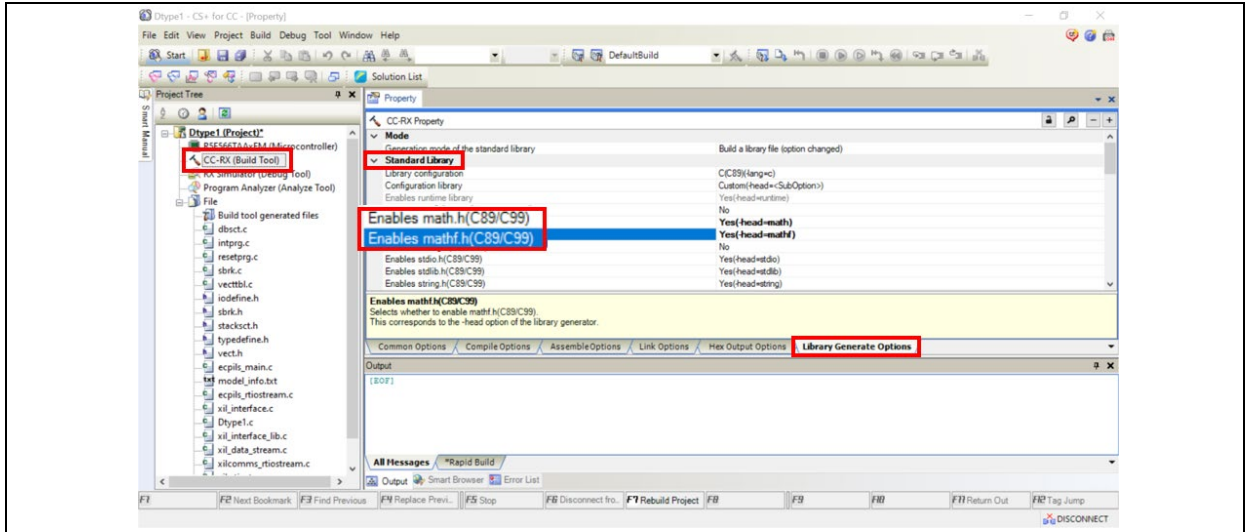 Dtype1 - CS+ for CC - [Property]
File Edit View Project Build Debug Tool Window Help
Start DefaultBuild
Solution List
Project Tree
Property
Smart Manual
CC-RX Property
Dtype1 (Project)*
R5F566TAAxFM (Microcontroller)
CC-RX (Build Tool)
RX Simulator (Debug Tool)
Program Analyzer (Analyze Tool)
File
Build tool generated files
dbsct.c
intprg.c
resetprg.c
sbrk.c
vecttbl.c
iodefine.h
sbrk.h
stacksct.h
typedefine.h
vect.h
ecpils_main.c
model_info.txt
ecpils_rtiostream.c
xil_interface.c
Dtype1.c
xil_interface_lib.c
xil_data_stream.c
xilcomms_rtiostream.c
Mode
Generation mode of the standard library Build a library file (option changed)
Standard Library
Library configuration C(C89)(-lang=c)
Configuration library Custom(-head=<SubOption>)
Enables runtime library Yes(-head=runtime)
No
Enables math.h(C89/C99) Yes(-head=math)
Enables mathf.h(C89/C99) Yes(-head=mathf)
No
Enables stdio.h(C89/C99) Yes(-head=stdio)
Enables stdlib.h(C89/C99) Yes(-head=stdlib)
Enables string.h(C89/C99) Yes(-head=string)
Enables mathf.h(C89/C99)
Selects whether to enable mathf.h(C89/C99).
This corresponds to the -head option of the library generator.
Common Options Compile Options Assemble Options Link Options Hex Output Options Library Generate Options
Output
[EOF]
All Messages *Rapid Build
Output Smart Browser Error List
F1 F2 Next Bookmark F3 Find Previous F4 Replace Previ... F5 Stop F6 Disconnect fro... F7 Rebuild Project F8 F9 F10 F11 Return Out F12 Tag Jump
DISCONNECT